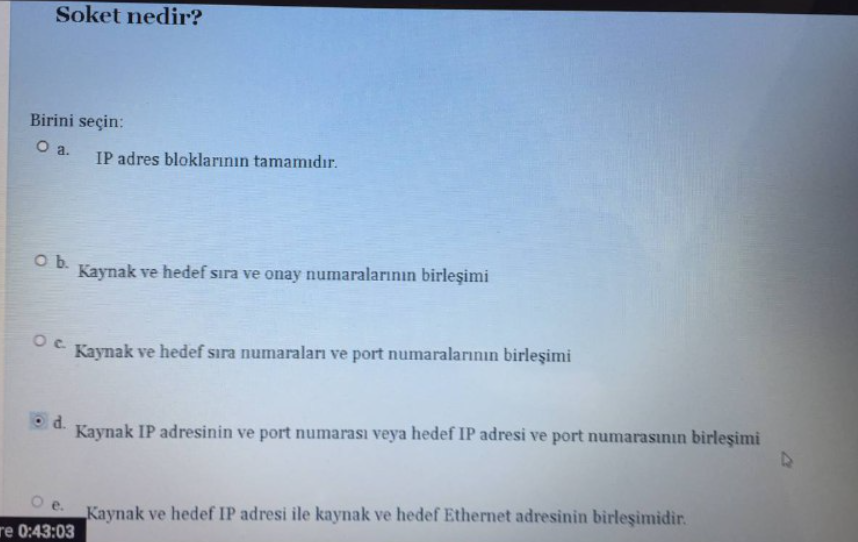 Soket nedir?
Birini seçin:
a. IP adres bloklarının tamamıdır.
b. Kaynak ve hedef sıra ve onay numaralarının birleşimi
c. Kaynak ve hedef sıra numaraları ve port numaralarının birleşimi
d. Kaynak IP adresinin ve port numarası veya hedef IP adresi ve port numarasının birleşimi
e. Kaynak ve hedef IP adresi ile kaynak ve hedef Ethernet adresinin birleşimidir.
re 0:43:03